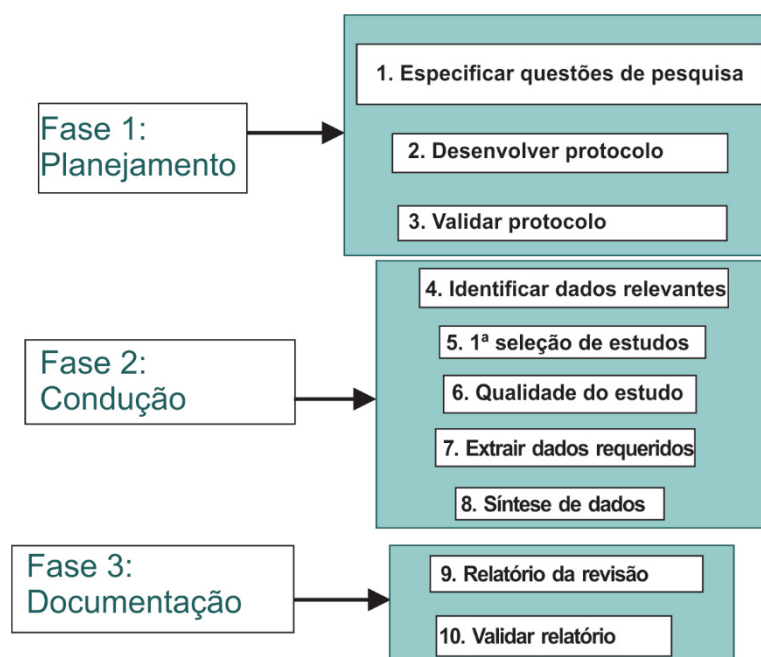 Fase 1:
Planejamento
1. Especificar questões de pesquisa
2. Desenvolver protocolo
3. Validar protocolo
Fase 2:
Condução
4. Identificar dados relevantes
5. 1ª seleção de estudos
6. Qualidade do estudo
7. Extrair dados requeridos
8. Síntese de dados
Fase 3:
Documentação
9. Relatório da revisão
10. Validar relatório